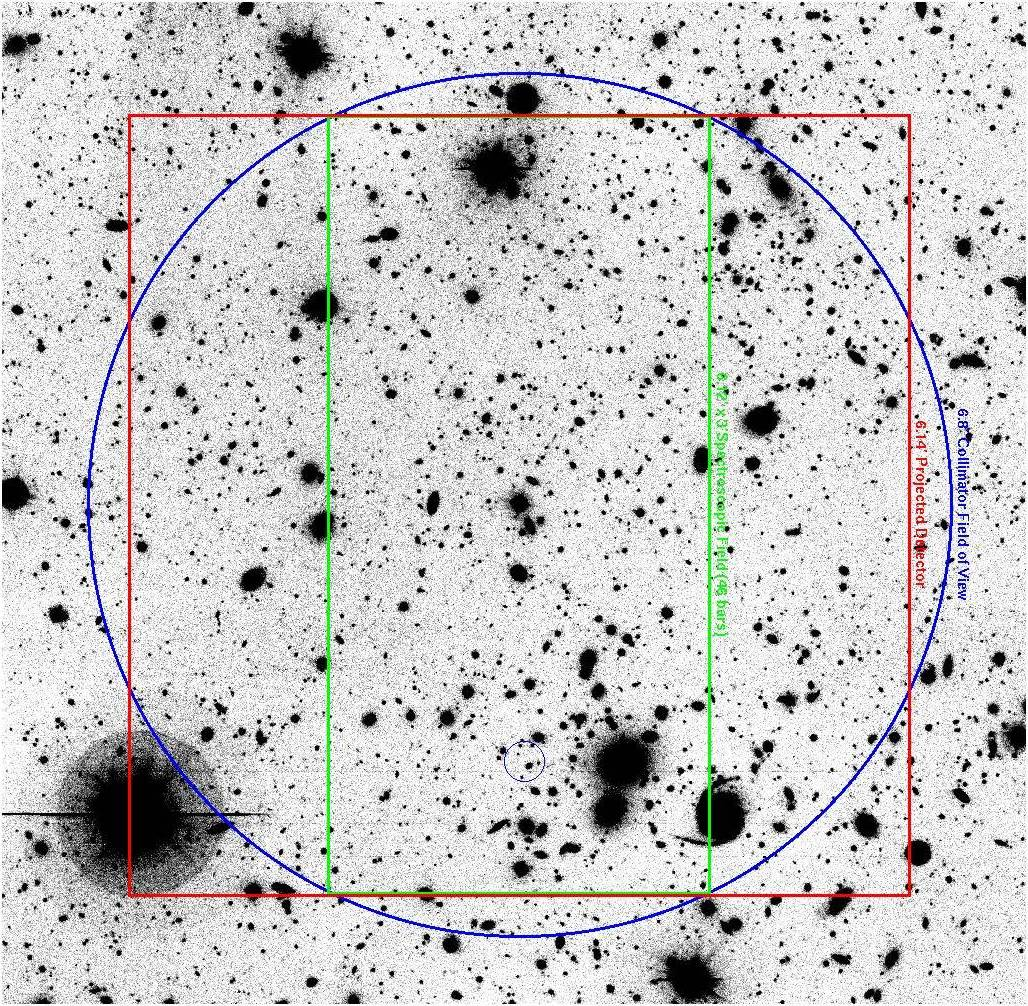 6.12' x 3' Spectroscopic Field (46 bars)
6.14' Projected Detector
6.8' Collimator Field of View